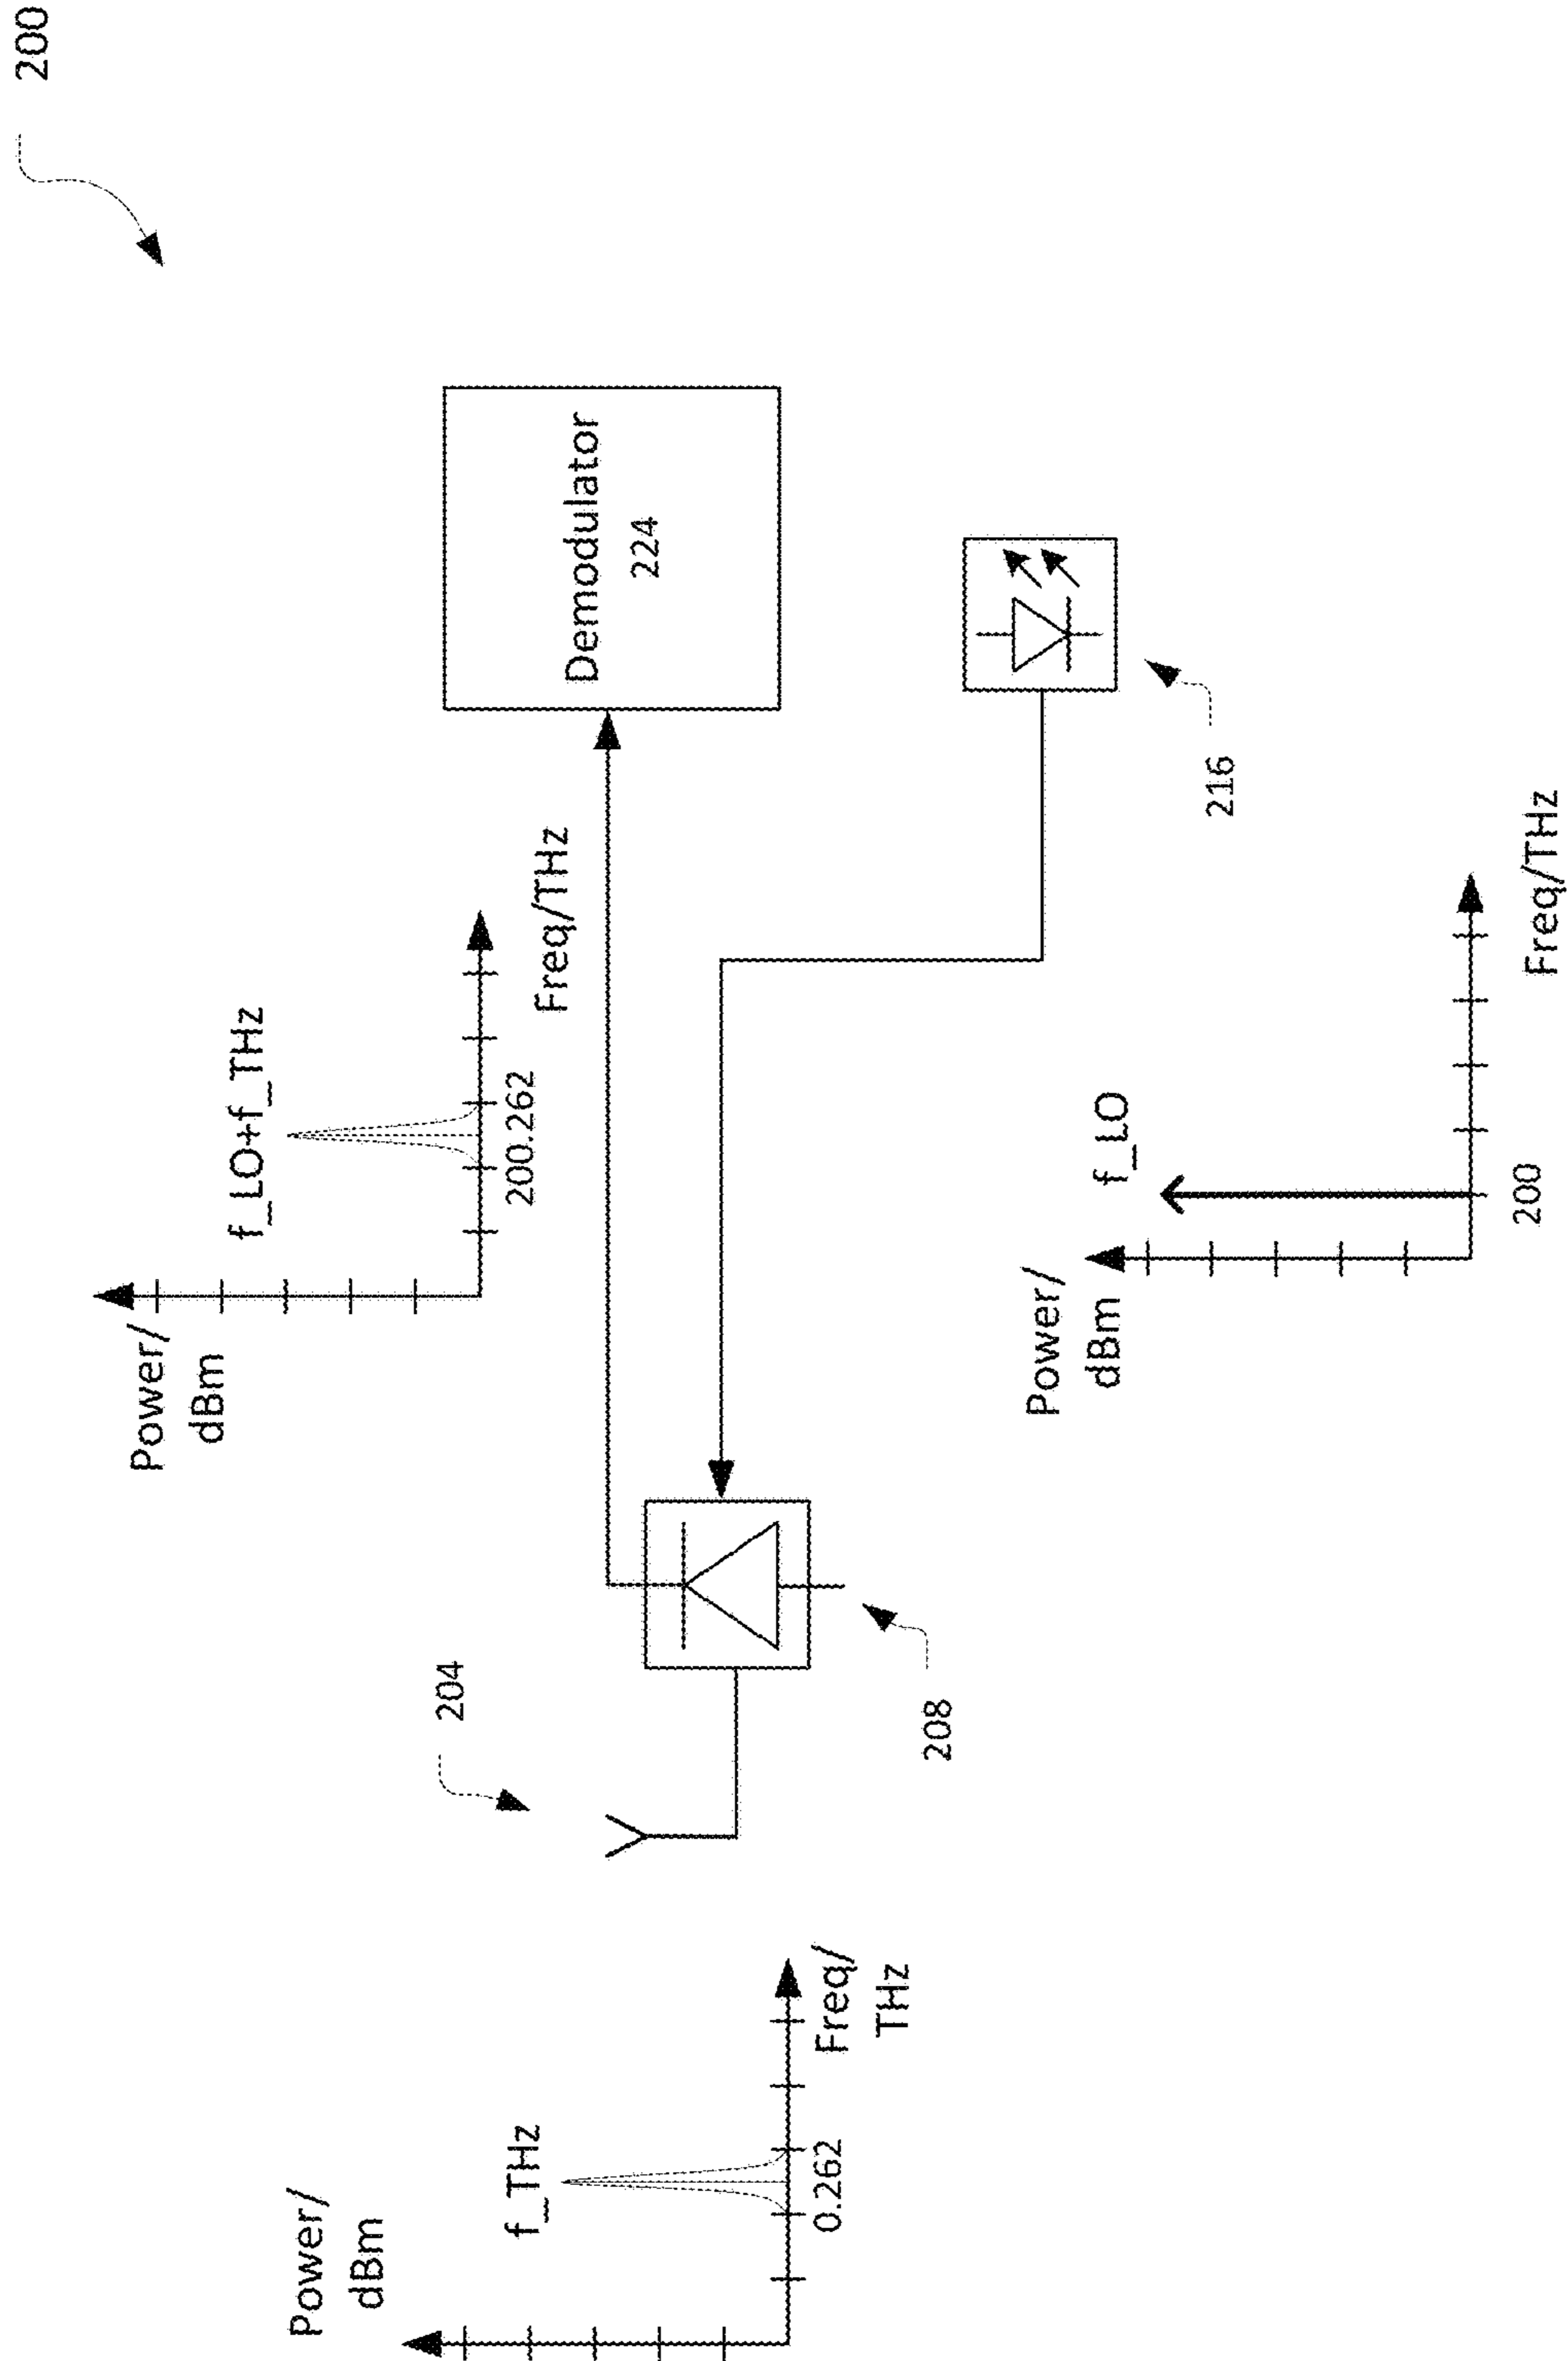 200
Power/
dBm
f_LO+f_THz
200.262
Freq/THz
Demodulator
224
204
208
216
Power/
dBm
f_THz
0.262
Freq/
THz
Power/
dBm
f_LO
200
Freq/THz